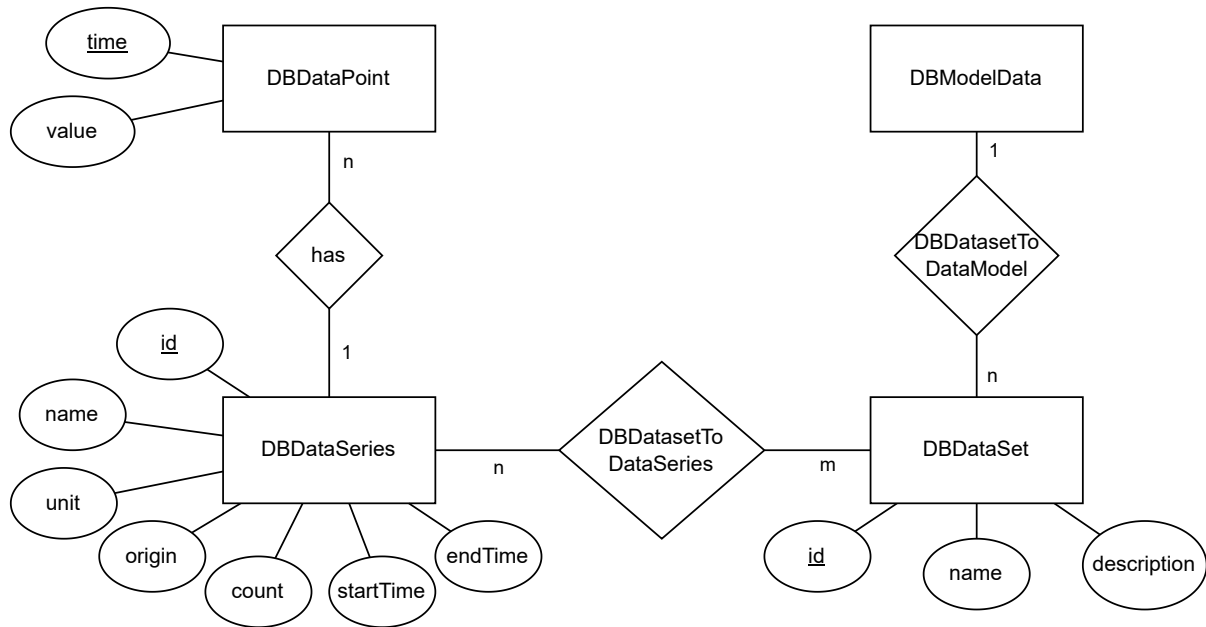 time
DBDataPoint
DBModelData
value
n
1
has
DBDatasetTo
DataModel
id
1
n
name
DBDataSeries
n
DBDatasetTo
DataSeries
m
DBDataSet
unit
origin
count
startTime
endTime
id
name
description